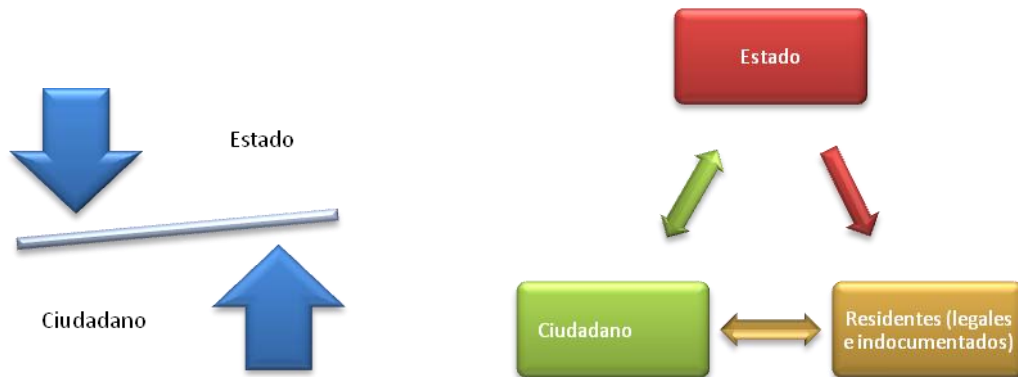 Estado
Ciudadano
Estado
Ciudadano
Residentes (legales
e indocumentados)